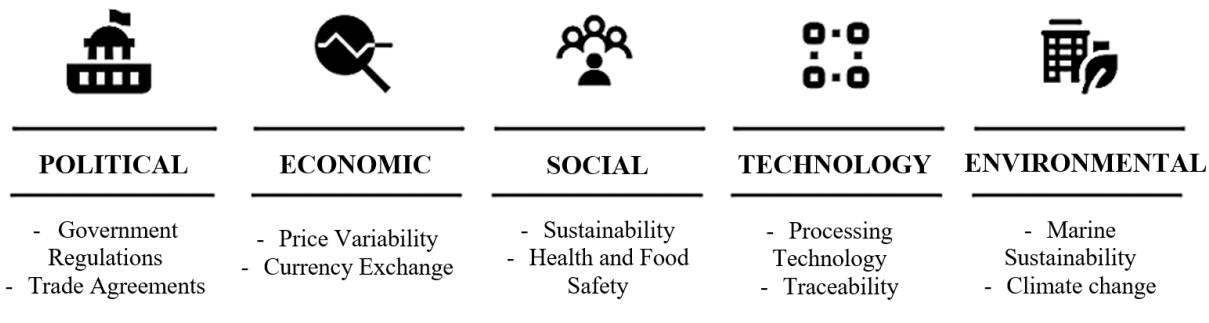 POLITICAL
- Government
Regulations
- Trade Agreements
ECONOMIC
- Price Variability
- Currency Exchange
SOCIAL
- Sustainability
- Health and Food
Safety
TECHNOLOGY
- Processing
Technology
- Traceability
ENVIRONMENTAL
- Marine
Sustainability
- Climate change